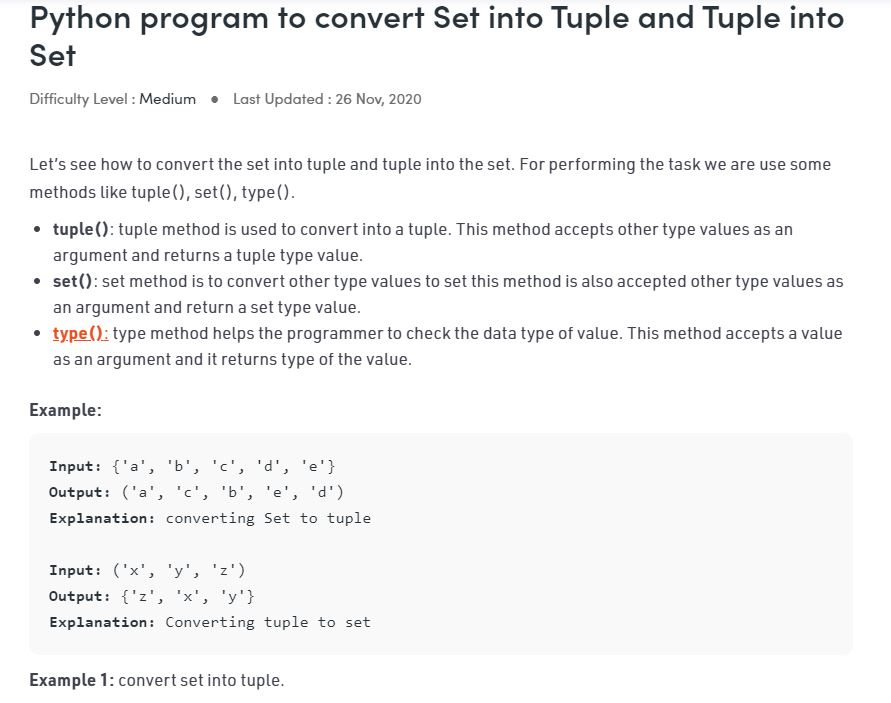 Python program to convert Set into Tuple and Tuple into
Set
Difficulty Level : Medium ● Last Updated : 26 Nov, 2020
Let's see how to convert the set into tuple and tuple into the set. For performing the task we are use some
methods like tuple(), set(), type().
• tuple(): tuple method is used to convert into a tuple. This method accepts other type values as an
argument and returns a tuple type value.
• set(): set method is to convert other type values to set this method is also accepted other type values as
an argument and return a set type value.
• type(): type method helps the programmer to check the data type of value. This method accepts a value
as an argument and it returns type of the value.
Example:
Input: {'a', 'b', 'c', 'd', 'e'}
Output: ('a', 'c', 'b', 'e', 'd')
Explanation: converting Set to tuple
Input: ('x', 'y', 'z')
Output: {'z', 'x', 'y'}
Explanation: Converting tuple to set
Example 1: convert set into tuple.